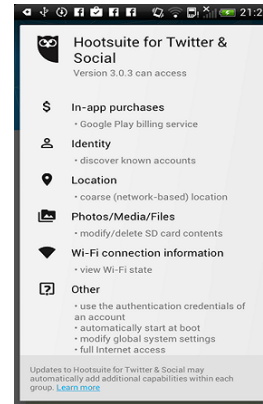 21:2
Hootsuite for Twitter &
Social
Version 3.0.3 can access
In-app purchases
• Google Play billing service
Identity
• discover known accounts
Location
• coarse (network-based) location
Photos/Media/Files
• modify/delete SD card contents
Wi-Fi connection information
• view Wi-Fi state
Other
• use the authentication credentials of
an account
• automatically start at boot
• modify global system settings
• full Internet access
Updates to Hootsuite for Twitter & Social may
automatically add additional capabilities within each
group. Learn more